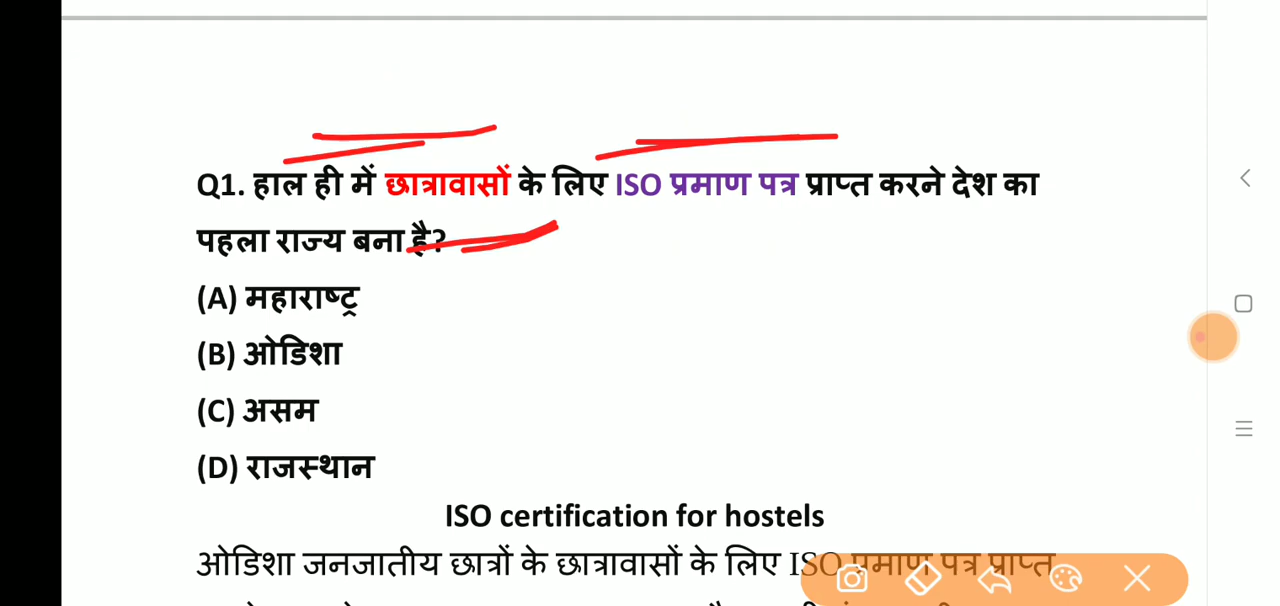 Q1. हाल ही में छात्रावासों के लिए ISO प्रमाण पत्र प्राप्त करने देश का
पहला राज्य बना है?
(A) महाराष्ट्र
(B) ओडिशा
(C) असम
(D) राजस्थान
ISO certification for hostels
ओडिशा जनजातीय छात्रों के छात्रावासों के लिए ISO प्रमाण पत्र प्राप्त